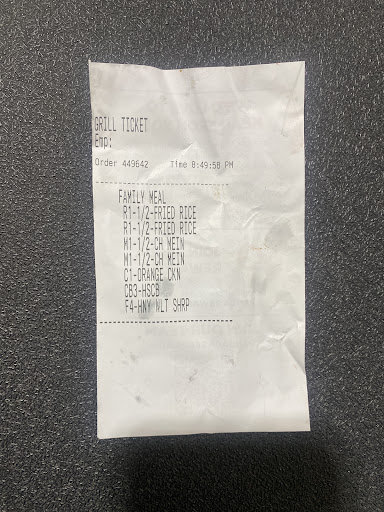 GRILL TICKET
Emp:
Order 449642 Time 8:49:58 PM
FAMILY MEAL
R1-1/2-FRIED RICE
R1-1/2-FRIED RICE
M1-1/2-CH MEIN
M1-1/2-CH MEIN
C1-ORANGE CKN
CB3-HSCB
F4-HNY WLT SHRP